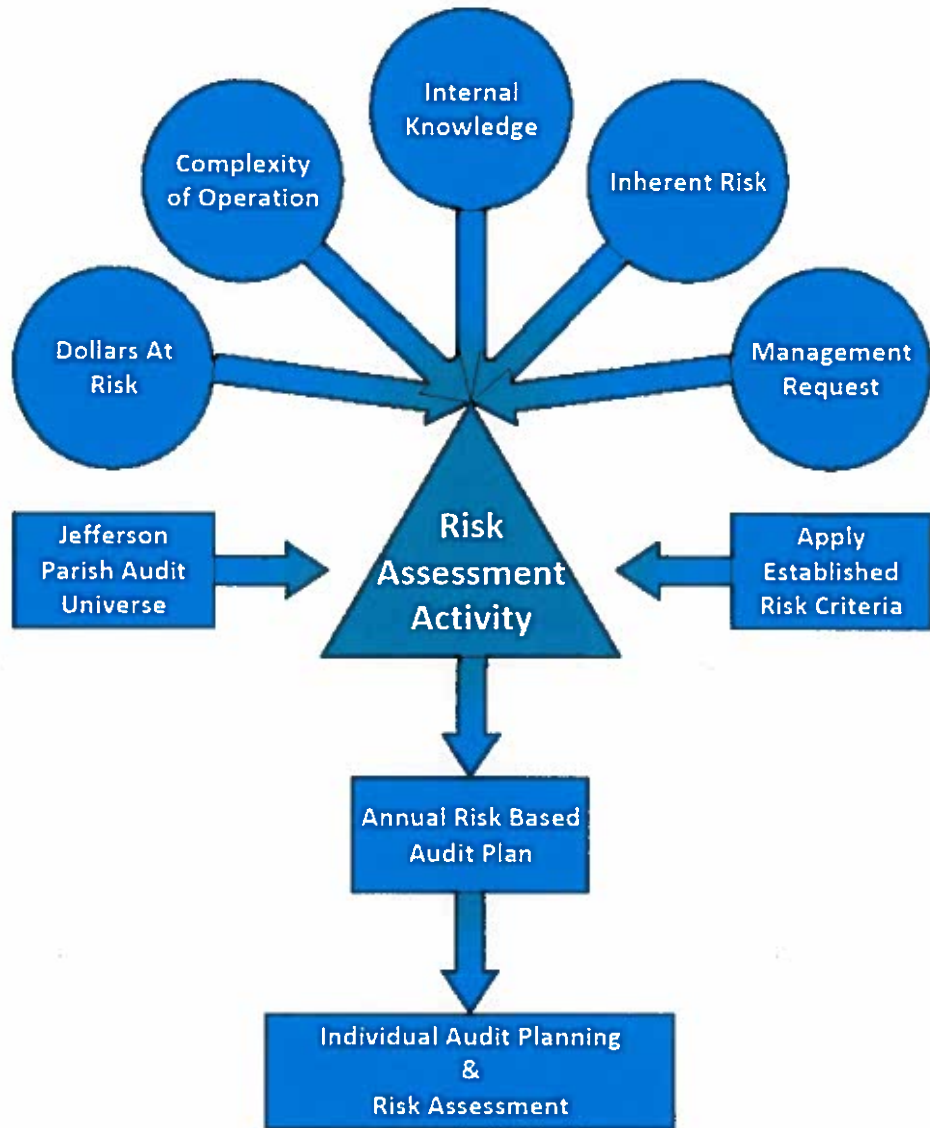 Internal
Knowledge
Complexity
of Operation
Inherent Risk
Dollars At
Risk
Management
Request
Jefferson
Parish Audit
Universe
Risk
Assessment
Activity
Apply
Established
Risk Criteria
Annual Risk Based
Audit Plan
Individual Audit Planning
&
Risk Assessment